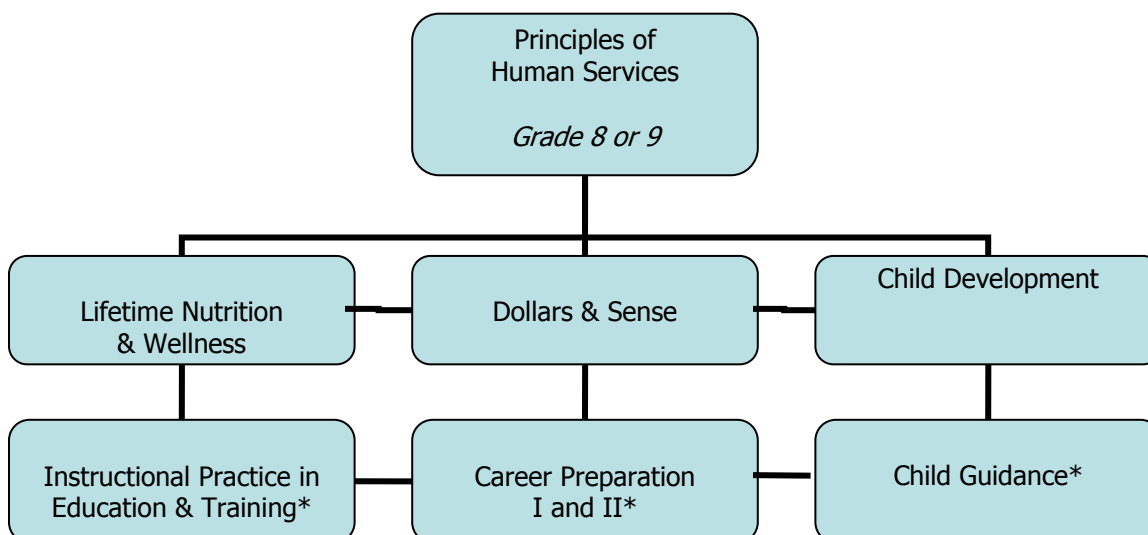 Principles of
Human Services
Grade 8 or 9
Lifetime Nutrition
& Wellness
Dollars & Sense
Child Development
Instructional Practice in
Education & Training*
Career Preparation
I and II*
Child Guidance*